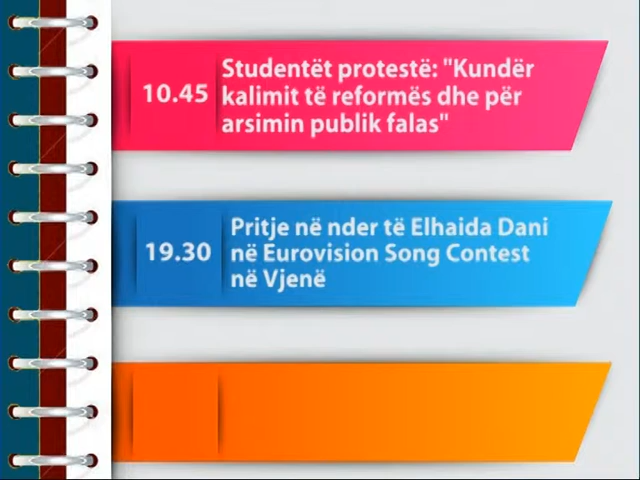 10.45
Studentët protestë: "Kundër
kalimit të reformës dhe për
arsimin publik falas"
19.30
Pritje në nder të Elhaida Dani
në Eurovision Song Contest
në Vjenë